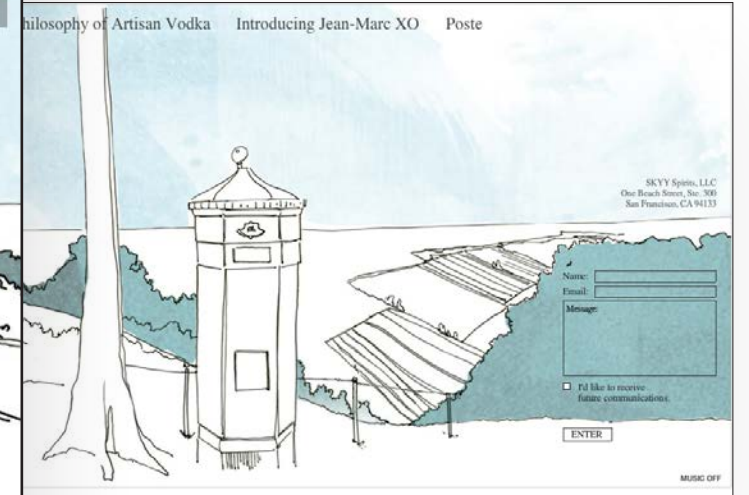 hilosophy of Artisan Vodka Introducing Jean-Marc XO Poste
SKYY Spirits, LLC
One Beach Street, Ste. 300
San Francisco, CA 94133
Name:
Email:
Message:
I'd like to receive
future communications.
ENTER
MUSIC OFF